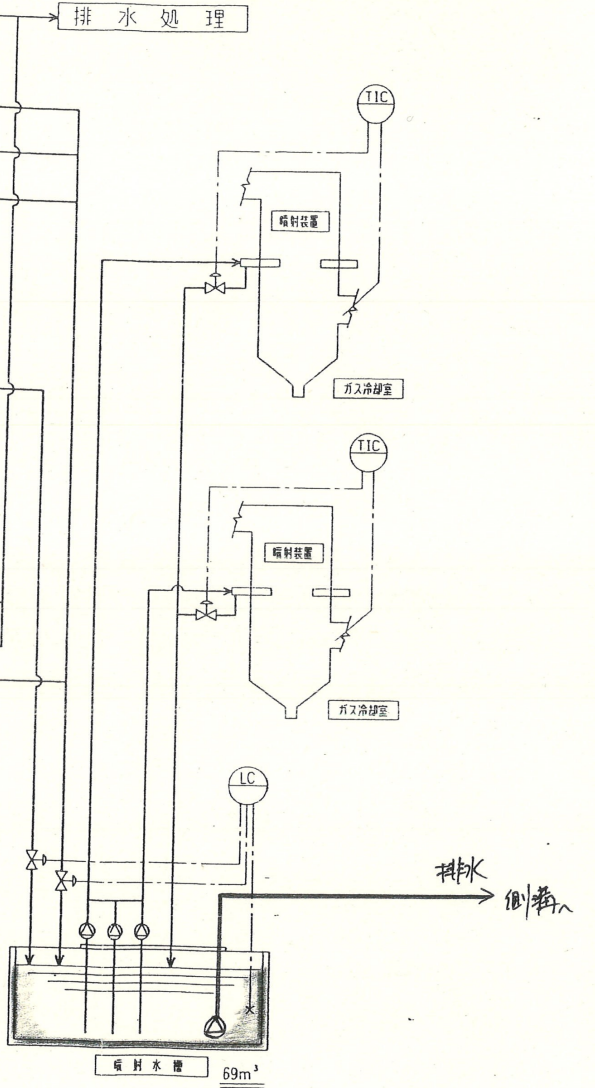 排水処理
TIC
噴射装置
ガス冷却室
TIC
噴射装置
ガス冷却室
LC
排水
側溝へ
噴射水槽
69m³